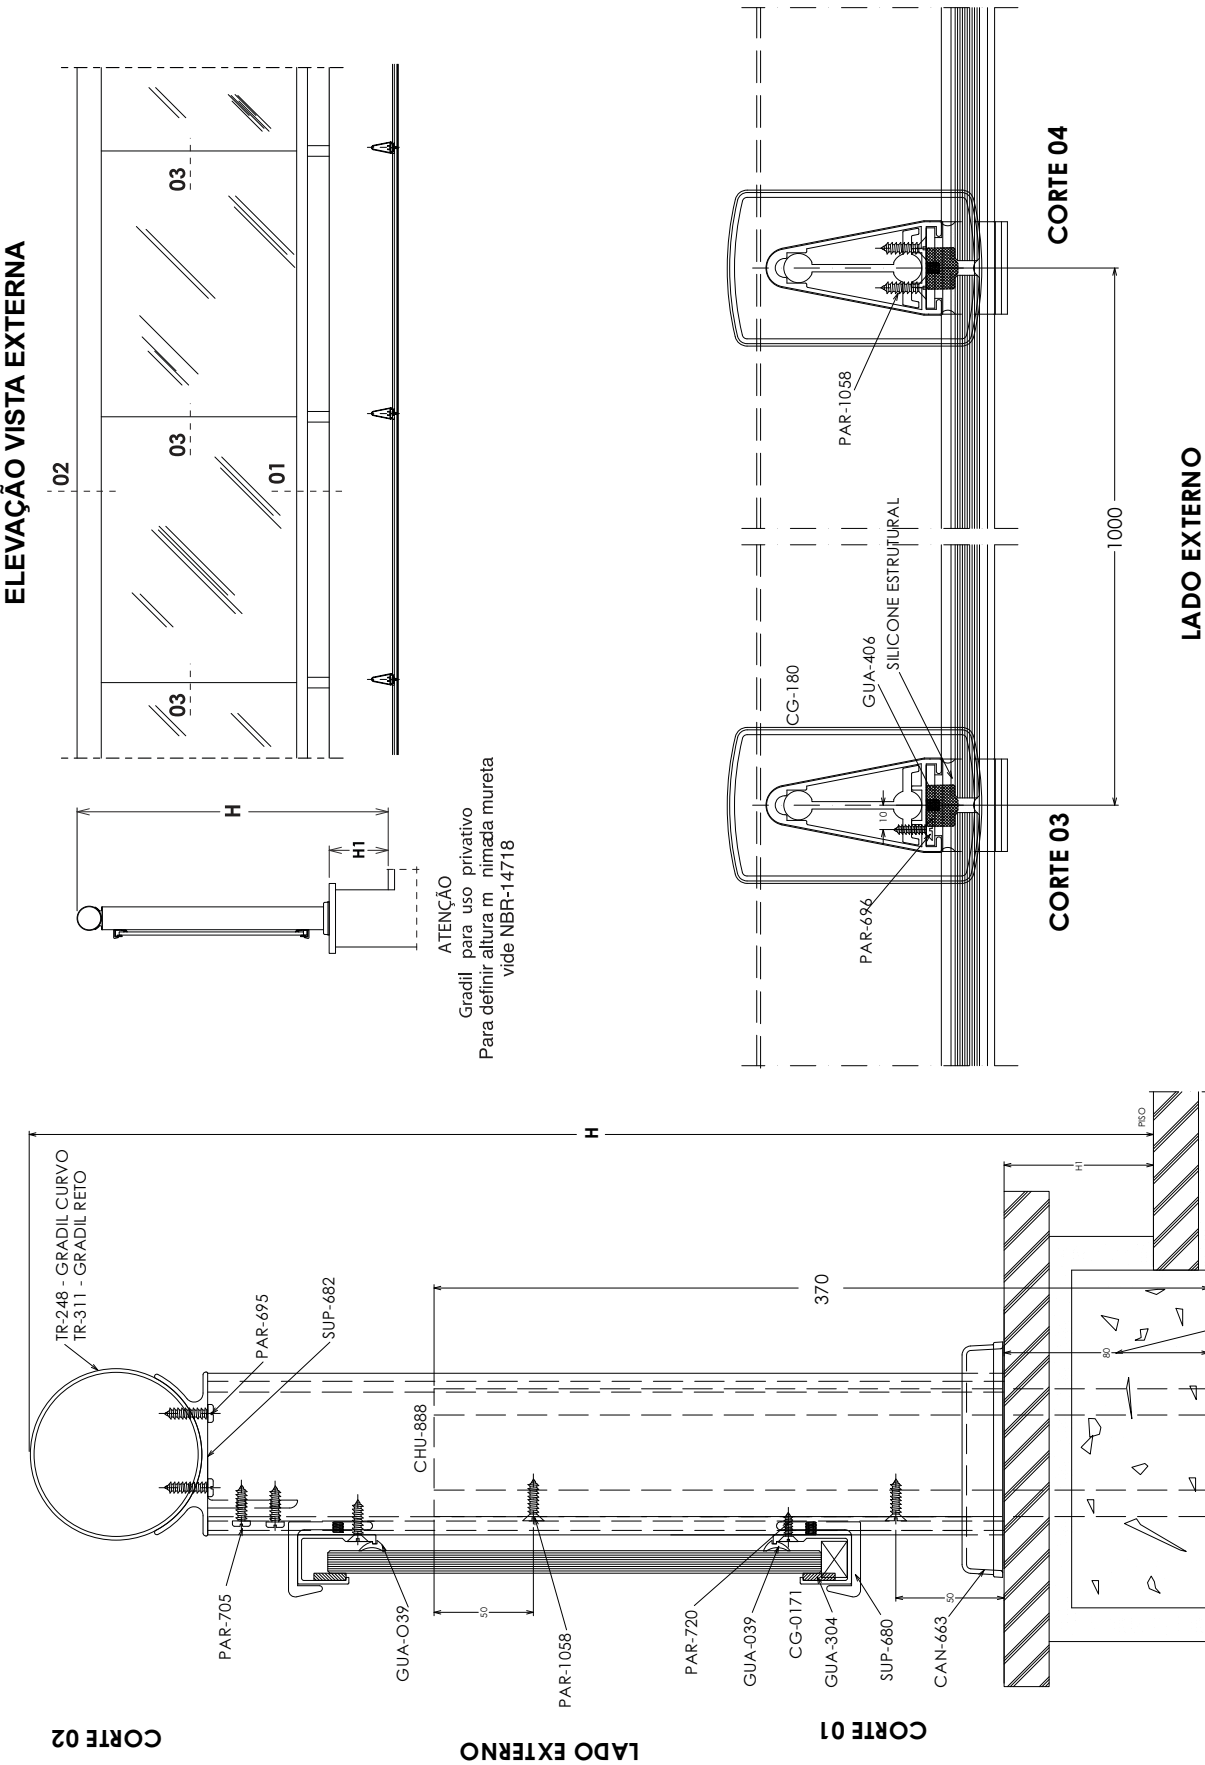 ELEVAÇÃO VISTA EXTERNA
02
03
03
03
01
H
H1
ATENÇÃO
Gradil para uso privativo
Para definir altura m nimada mureta
vide NBR-14718
TR-248 - GRADIL CURVO
TR-311 - GRADIL RETO
PAR-695
SUP-682
PAR-705
GUA-O39
CHU-888
50
PAR-1058
PAR-720
GUA-039
CG-0171
GUA-304
SUP-680
50
CAN-663
370
80
H
H1
PISO
CORTE 02
LADO EXTERNO
CORTE 01
CG-180
GUA-406
SILICONE ESTRUTURAL
10
PAR-696
PAR-1058
1000
CORTE 03
CORTE 04
LADO EXTERNO